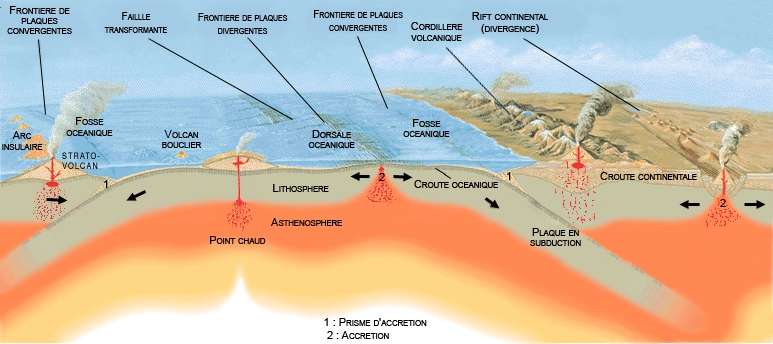 FRONTIERE DE
PLAQUES
CONVERGENTES
FAILLLE
TRANSFORMANTE
FRONTIERE DE PLAQUES
DIVERGENTES
FRONTIERE DE PLAQUES
CONVERGENTES
CORDILLERE
VOLCANIQUE
RIFT CONTINENTAL
(DIVERGENCE)
ARC
INSULAIRE
FOSSE
OCEANIQUE
STRATO-
VOLCAN
VOLCAN
BOUCLIER
DORSALE
OCEANIQUE
FOSSE
OCEANIQUE
1
2
1
CROUTE OCEANIQUE
CROUTE CONTINENTALE
2
LITHOSPHERE
ASTHENOSPHERE
POINT CHAUD
PLAQUE EN
SUBDUCTION
1 : PRISME D'ACCRETION
2 : ACCRETION